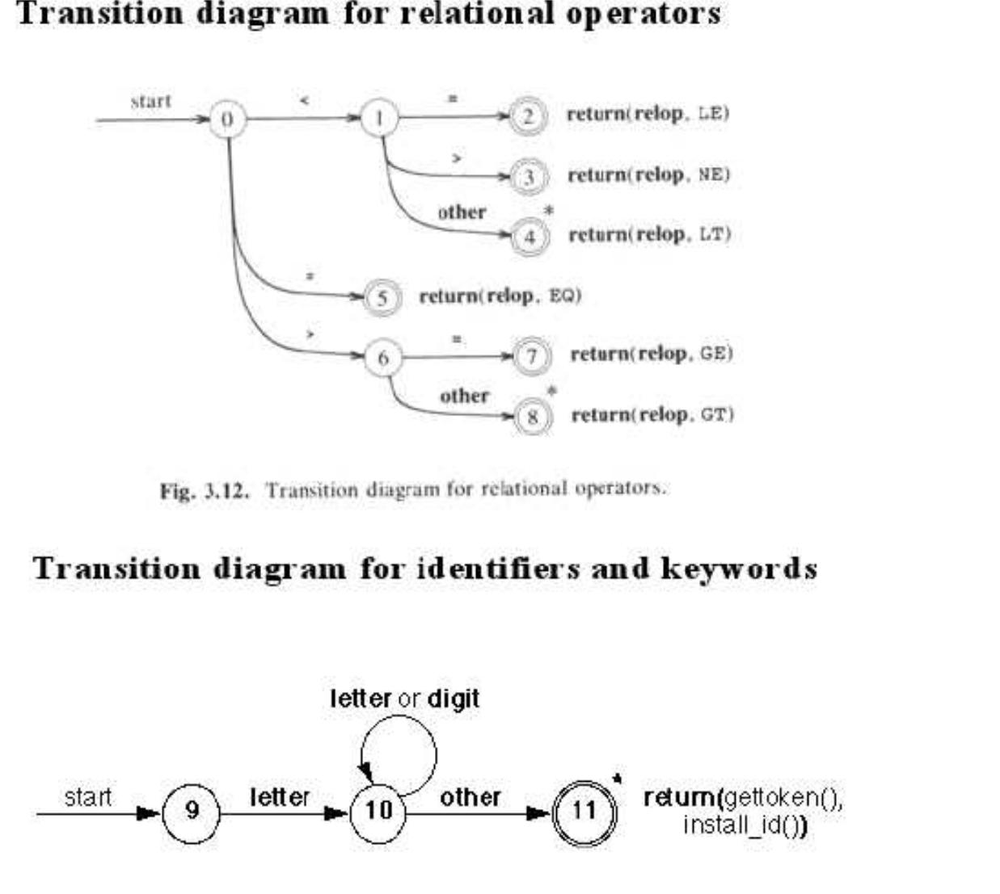 Transition diagram for relational operators
start
0
<
1
=
2
return(relop, LE)
>
3
return(relop, NE)
other
*
4
return(relop, LT)
=
5
return(relop, EQ)
>
6
=
7
return(relop, GE)
other
*
8
return(relop, GT)
Fig. 3.12. Transition diagram for relational operators.
Transition diagram for identifiers and keywords
letter or digit
start
9
letter
10
other
11
*
return(gettoken(),
install_id())